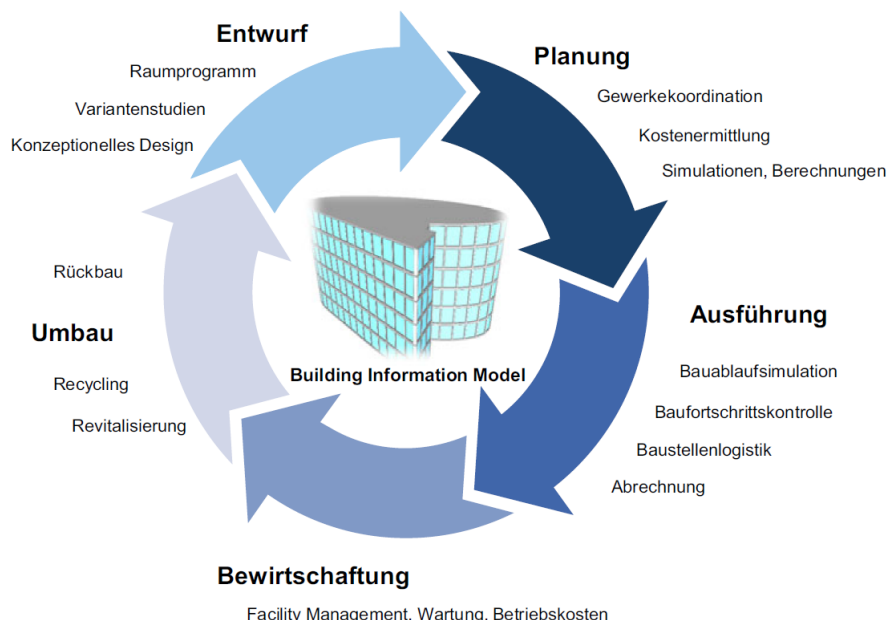 Entwurf
Raumprogramm
Variantenstudien
Konzeptionelles Design
Planung
Gewerkekoordination
Kostenermittlung
Simulationen, Berechnungen
Ausführung
Bauablaufsimulation
Baufortschrittskontrolle
Baustellenlogistik
Abrechnung
Bewirtschaftung
Facility Management, Wartung, Betriebskosten
Rückbau
Umbau
Recycling
Revitalisierung
Building Information Model